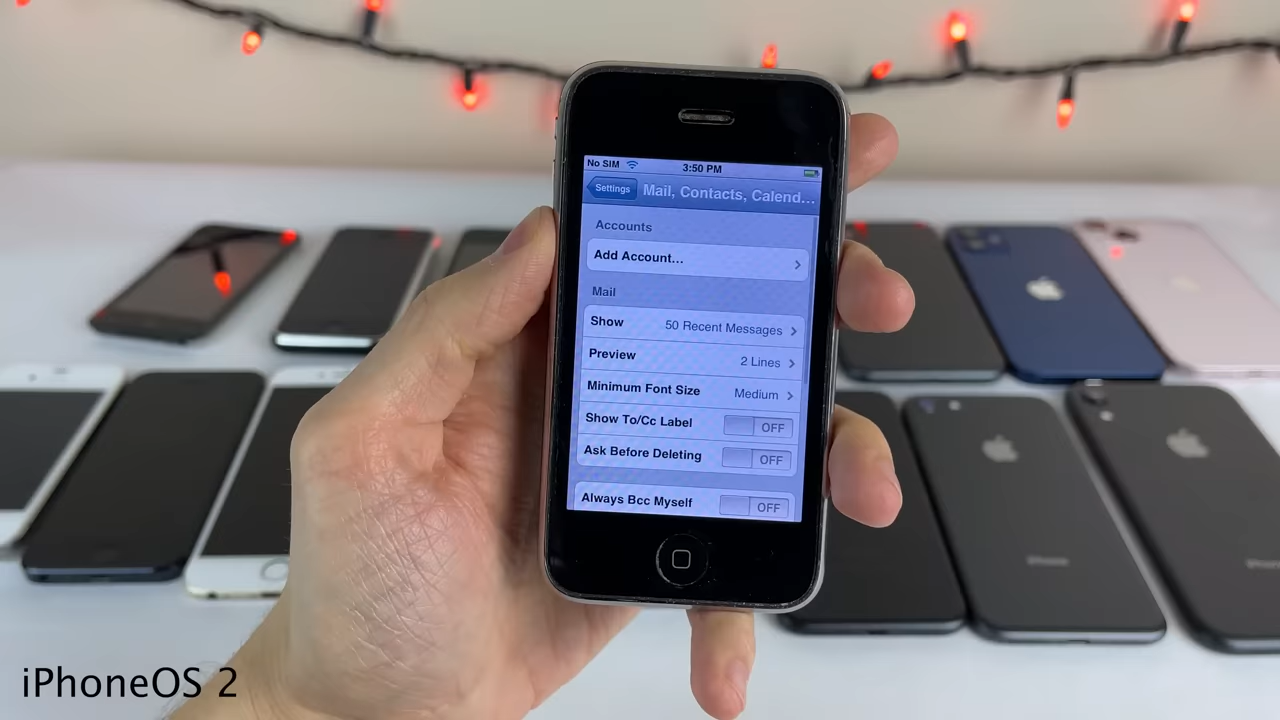 No SIM 3:50 PM
Settings Mail, Contacts, Calend...
Accounts
Add Account...
Mail
Show 50 Recent Messages
Preview 2 Lines
Minimum Font Size Medium
Show To/Cc Label OFF
Ask Before Deleting OFF
Always Bcc Myself OFF
iPhone
iPhoneOS 2